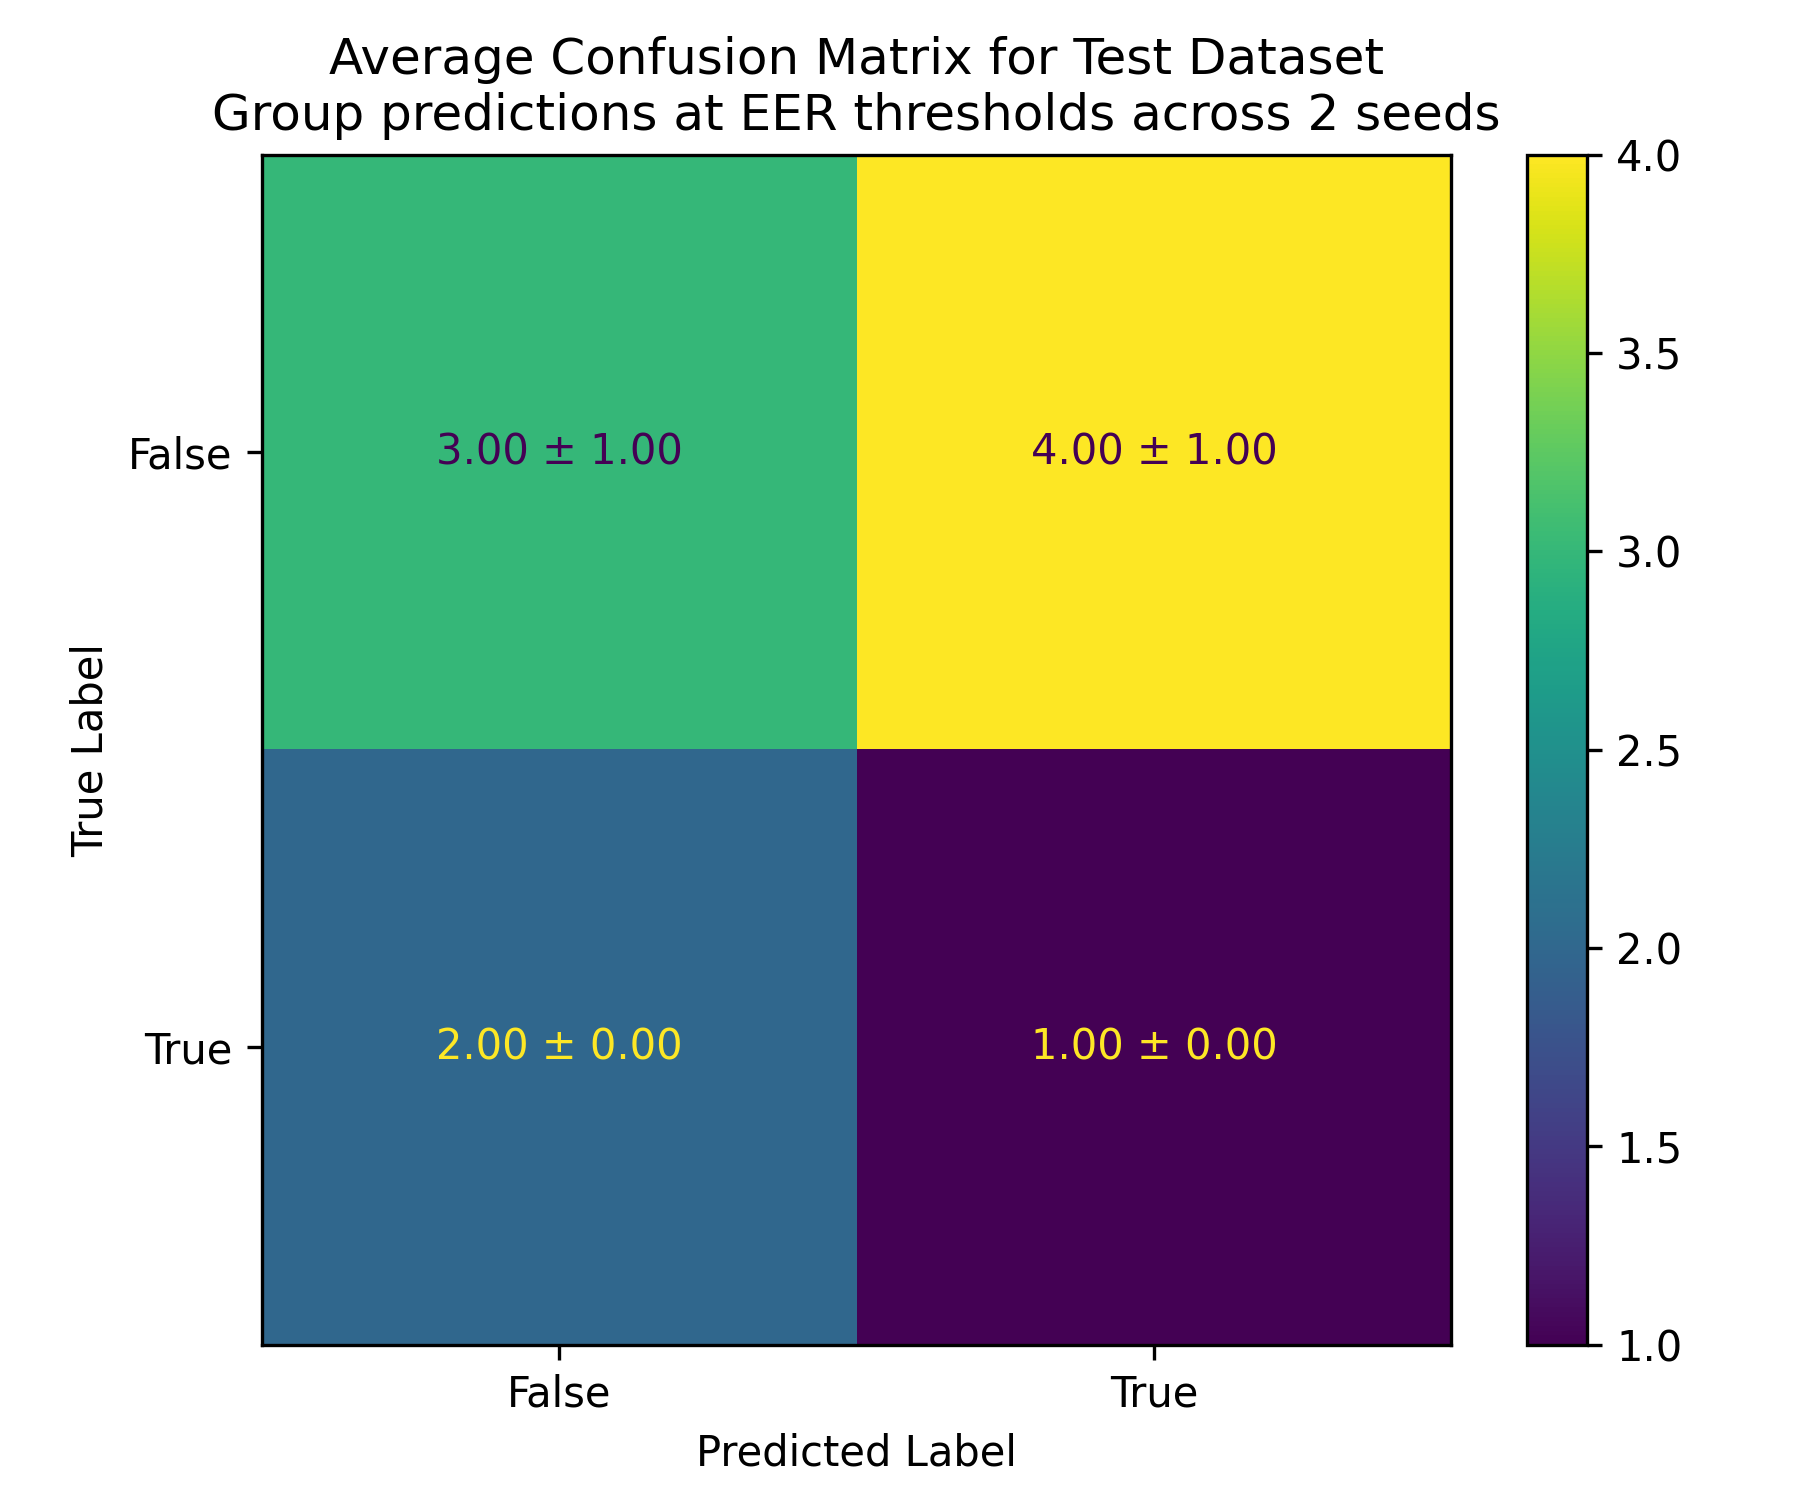 Average Confusion Matrix for Test Dataset
Group predictions at EER thresholds across 2 seeds
4.0
3.5
3.0
2.5
2.0
1.5
1.0
True Label
False
3.00 ± 1.00
4.00 ± 1.00
True
2.00 ± 0.00
1.00 ± 0.00
False
True
Predicted Label